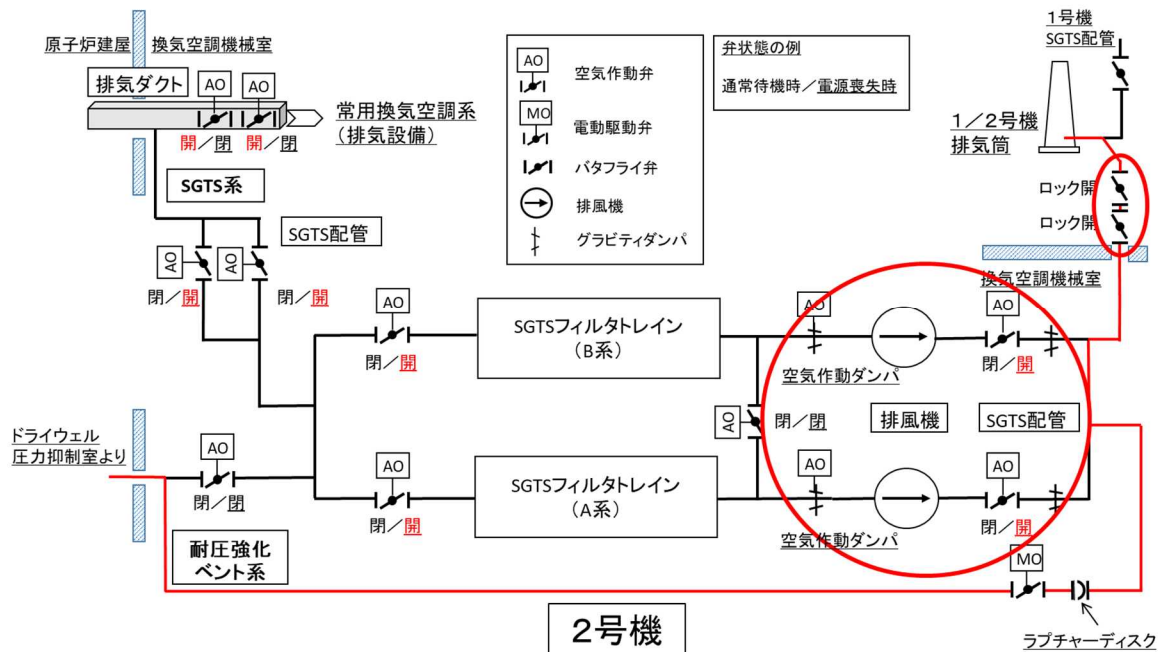 原子炉建屋
換気空調機械室
排気ダクト
AO
AO
開/閉
開/閉
常用換気空調系
(排気設備)
AO
空気作動弁
MO
電動駆動弁
バタフライ弁
排風機
グラビティダンパ
弁状態の例
通常待機時/電源喪失時
1号機
SGTS配管
1/2号機
排気筒
ロック開
ロック開
換気空調機械室
SGTS系
SGTS配管
AO
AO
閉/開
閉/開
AO
閉/開
SGTSフィルタトレイン
(B系)
AO
空気作動ダンパ
AO
閉/開
AO
閉/閉
排風機
SGTS配管
ドライウェル
圧力抑制室より
AO
閉/閉
AO
閉/開
SGTSフィルタトレイン
(A系)
AO
空気作動ダンパ
AO
閉/開
耐圧強化
ベント系
MO
ラプチャーディスク
2号機